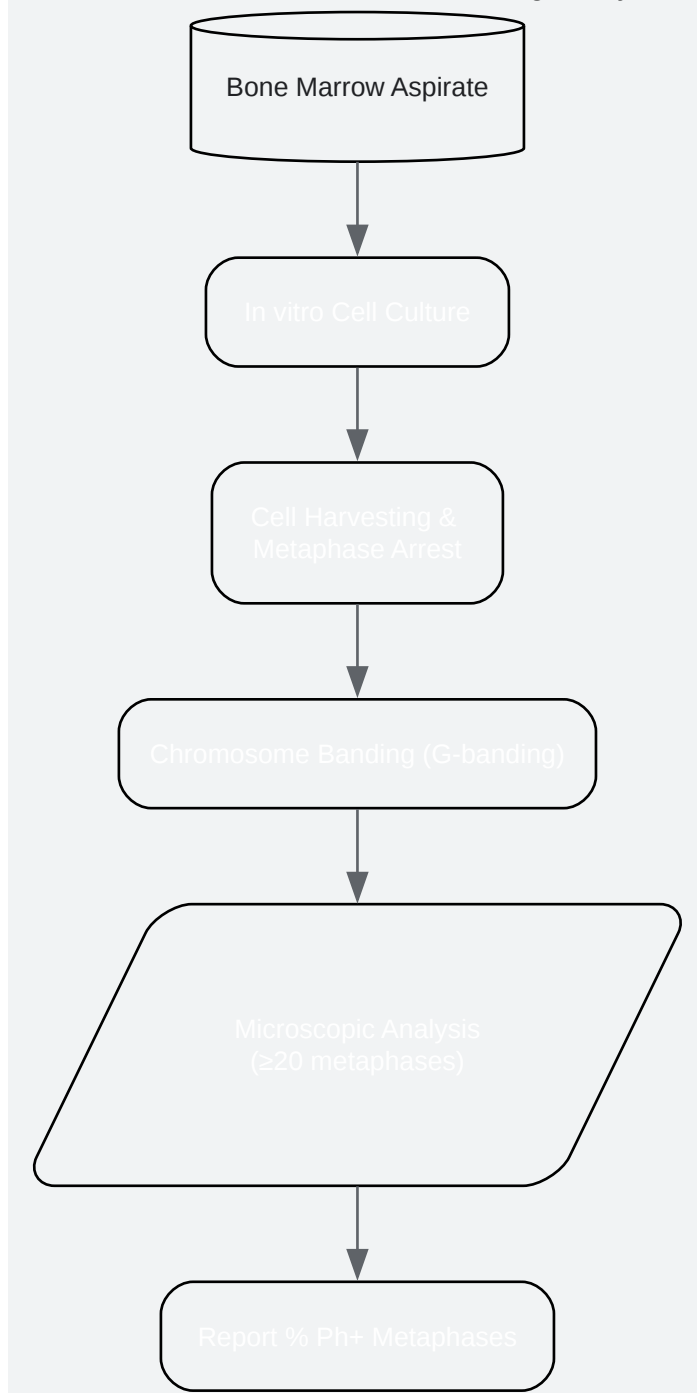 Bone Marrow Aspirate
In vitro Cell Culture
Cell Harvesting &
Metaphase Arrest
Chromosome Banding (G-banding)
Microscopic Analysis
(≥20 metaphases)
Report % Ph+ Metaphases